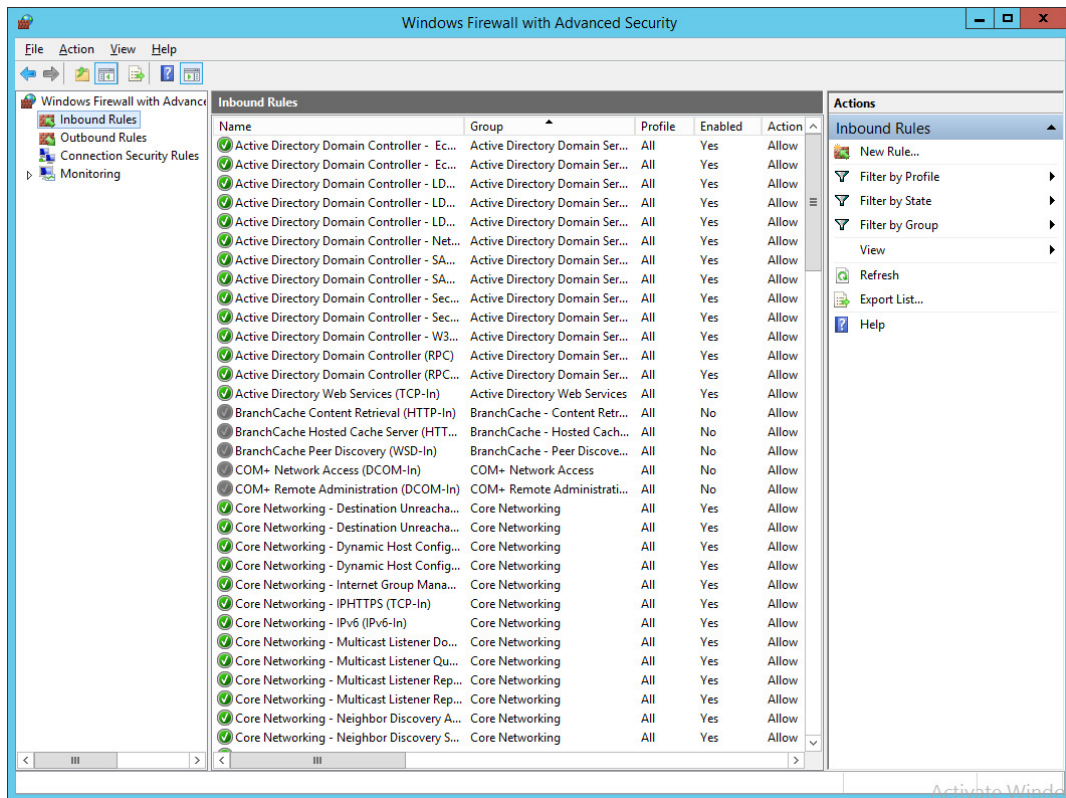 Windows Firewall with Advanced Security
File Action View Help
Windows Firewall with Advance
Inbound Rules
Outbound Rules
Connection Security Rules
Monitoring
Inbound Rules
Name Group Profile Enabled Action
Active Directory Domain Controller - Ec... Active Directory Domain Ser... All Yes Allow
Active Directory Domain Controller - Ec... Active Directory Domain Ser... All Yes Allow
Active Directory Domain Controller - LD... Active Directory Domain Ser... All Yes Allow
Active Directory Domain Controller - LD... Active Directory Domain Ser... All Yes Allow
Active Directory Domain Controller - LD... Active Directory Domain Ser... All Yes Allow
Active Directory Domain Controller - Net... Active Directory Domain Ser... All Yes Allow
Active Directory Domain Controller - SA... Active Directory Domain Ser... All Yes Allow
Active Directory Domain Controller - SA... Active Directory Domain Ser... All Yes Allow
Active Directory Domain Controller - Sec... Active Directory Domain Ser... All Yes Allow
Active Directory Domain Controller - Sec... Active Directory Domain Ser... All Yes Allow
Active Directory Domain Controller - W3... Active Directory Domain Ser... All Yes Allow
Active Directory Domain Controller (RPC) Active Directory Domain Ser... All Yes Allow
Active Directory Domain Controller (RPC... Active Directory Domain Ser... All Yes Allow
Active Directory Web Services (TCP-In) Active Directory Web Services All Yes Allow
BranchCache Content Retrieval (HTTP-In) BranchCache - Content Retr... All No Allow
BranchCache Hosted Cache Server (HTT... BranchCache - Hosted Cach... All No Allow
BranchCache Peer Discovery (WSD-In) BranchCache - Peer Discove... All No Allow
COM+ Network Access (DCOM-In) COM+ Network Access All No Allow
COM+ Remote Administration (DCOM-In) COM+ Remote Administrati... All No Allow
Core Networking - Destination Unreacha... Core Networking All Yes Allow
Core Networking - Destination Unreacha... Core Networking All Yes Allow
Core Networking - Dynamic Host Config... Core Networking All Yes Allow
Core Networking - Dynamic Host Config... Core Networking All Yes Allow
Core Networking - Internet Group Mana... Core Networking All Yes Allow
Core Networking - IPHTTPS (TCP-In) Core Networking All Yes Allow
Core Networking - IPv6 (IPv6-In) Core Networking All Yes Allow
Core Networking - Multicast Listener Do... Core Networking All Yes Allow
Core Networking - Multicast Listener Qu... Core Networking All Yes Allow
Core Networking - Multicast Listener Rep... Core Networking All Yes Allow
Core Networking - Multicast Listener Rep... Core Networking All Yes Allow
Core Networking - Neighbor Discovery A... Core Networking All Yes Allow
Core Networking - Neighbor Discovery S... Core Networking All Yes Allow
Actions
Inbound Rules
New Rule...
Filter by Profile
Filter by State
Filter by Group
View
Refresh
Export List...
Help
Activate Windo